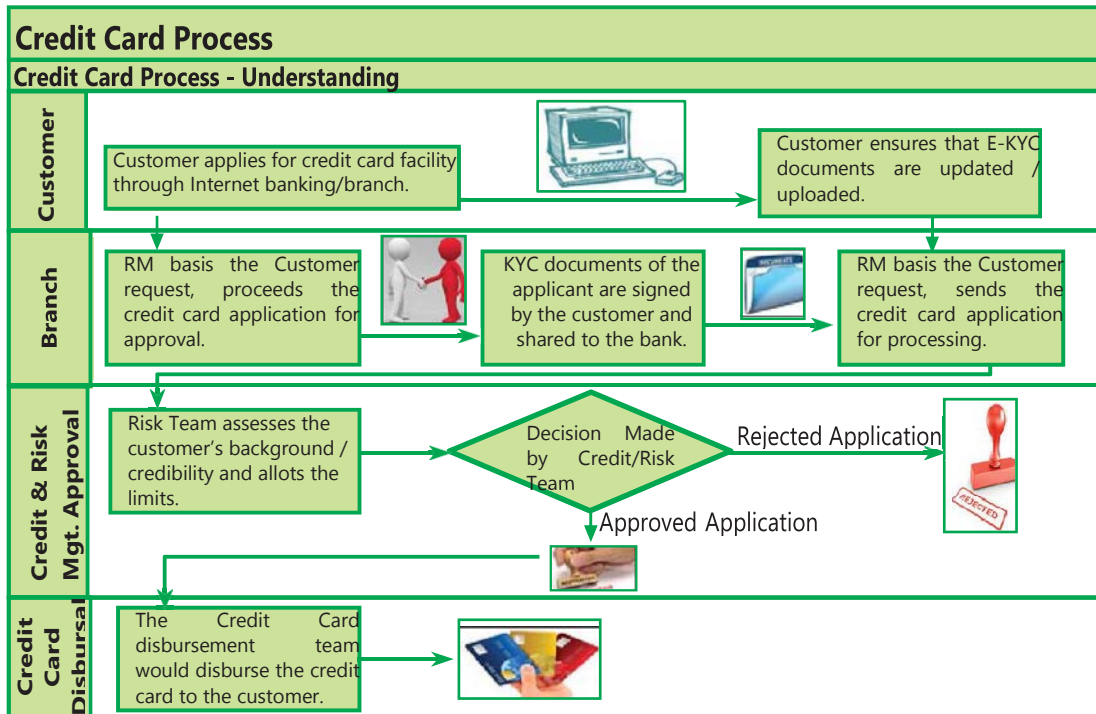 Credit Card Process
Credit Card Process - Understanding
Customer
Customer applies for credit card facility
through Internet banking/branch.
Customer ensures that E-KYC
documents are updated /
uploaded.
Branch
RM basis the Customer
request, proceeds the
credit card application for
approval.
KYC documents of the
applicant are signed
by the customer and
shared to the bank.
DOCUMENTS
RM basis the Customer
request, sends the
credit card application
for processing.
Credit & Risk
Mgt. Approval
Risk Team assesses the
customer's background /
credibility and allots the
limits.
Decision Made
by Credit/Risk
Team
Rejected Application
REJECTED
Approved Application
Credit
Card
Disbursal
The Credit Card
disbursement team
would disburse the credit
card to the customer.